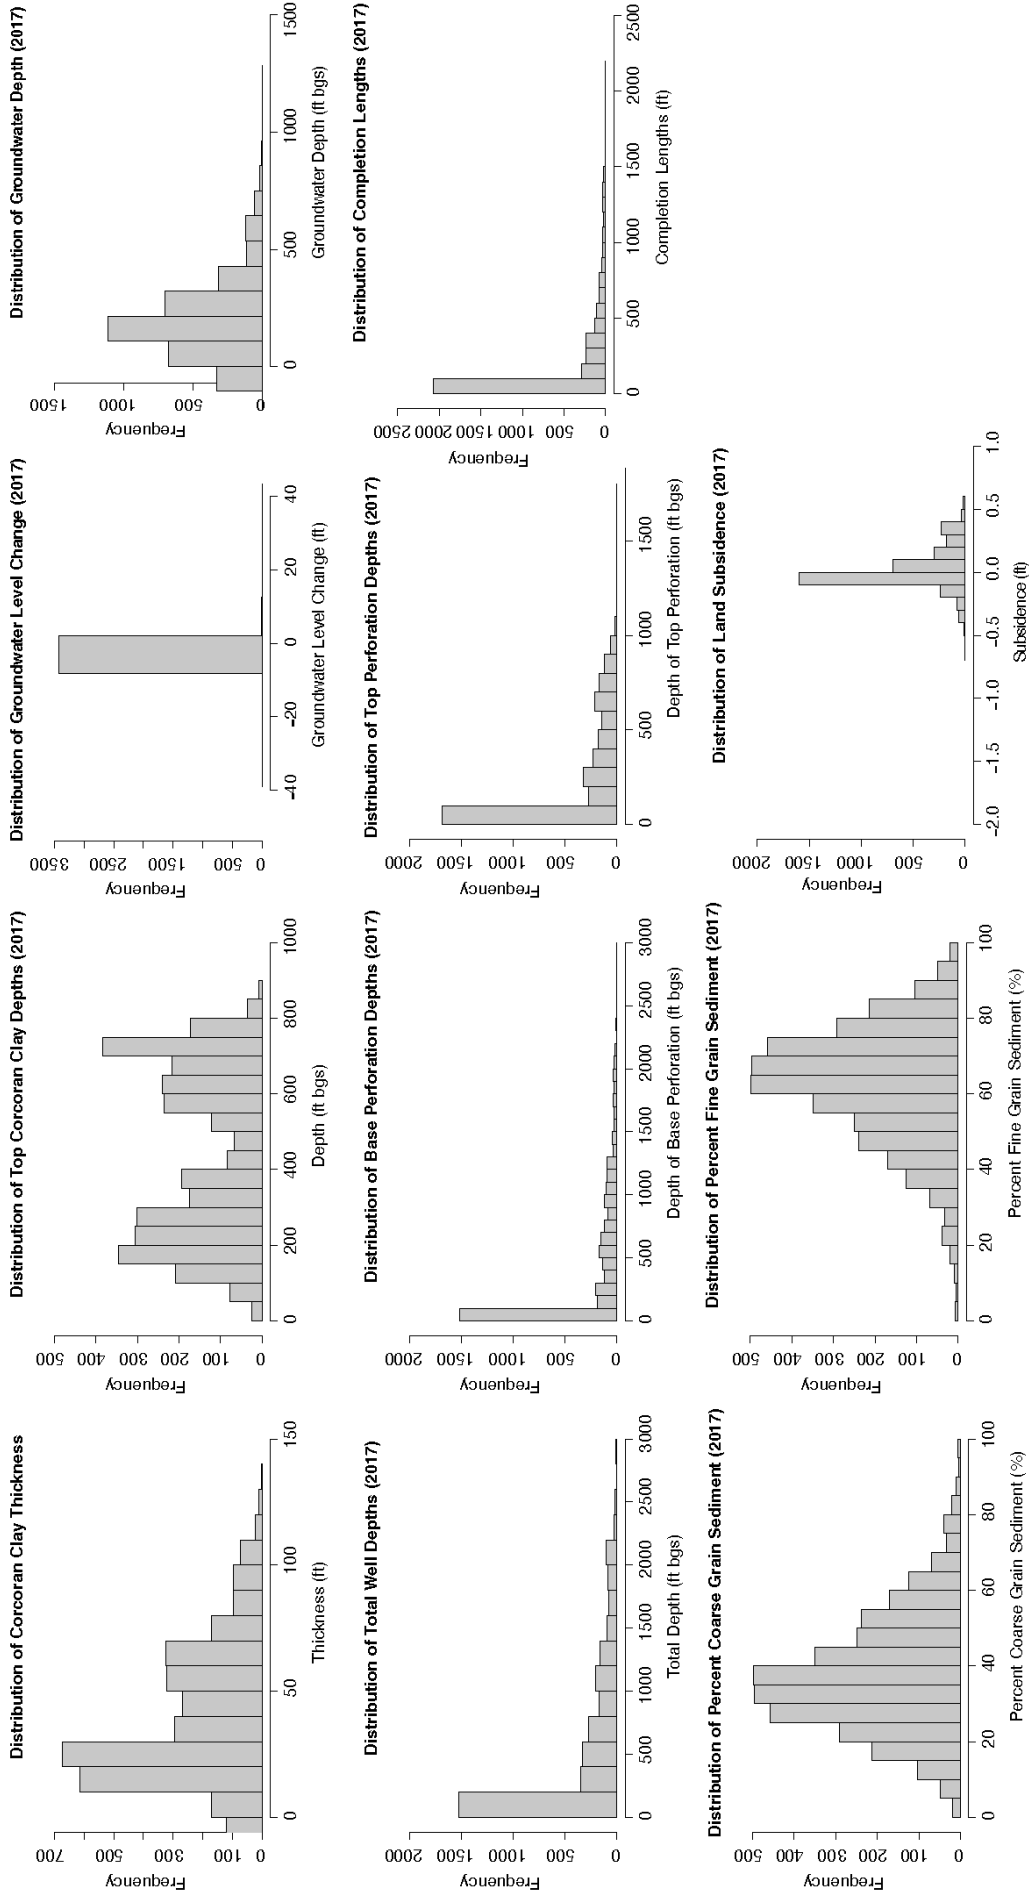 Distribution of Corcoran Clay Thickness
Frequency
0 100 300 500 700
0 50 100 150
Thickness (ft)
Distribution of Top Corcoran Clay Depths (2017)
Frequency
0 100 200 300 400 500
0 200 400 600 800 1000
Depth (ft bgs)
Distribution of Groundwater Level Change (2017)
Frequency
0 500 1500 2500 3500
-40 -20 0 20 40
Groundwater Level Change (ft)
Distribution of Groundwater Depth (2017)
Frequency
0 500 1000 1500
0 500 1000 1500
Groundwater Depth (ft bgs)
Distribution of Total Well Depths (2017)
Frequency
0 500 1000 1500 2000
0 500 1000 1500 2000 2500 3000
Total Depth (ft bgs)
Distribution of Base Perforation Depths (2017)
Frequency
0 500 1000 1500 2000
0 500 1000 1500 2000 2500 3000
Depth of Base Perforation (ft bgs)
Distribution of Top Perforation Depths (2017)
Frequency
0 500 1000 1500 2000
0 500 1000 1500
Depth of Top Perforation (ft bgs)
Distribution of Completion Lengths (2017)
Frequency
0 500 1000 1500 2000 2500
0 500 1000 1500 2000 2500
Completion Lengths (ft)
Distribution of Percent Coarse Grain Sediment (2017)
Frequency
0 100 200 300 400 500
0 20 40 60 80 100
Percent Coarse Grain Sediment (%)
Distribution of Percent Fine Grain Sediment (2017)
Frequency
0 100 200 300 400 500
0 20 40 60 80 100
Percent Fine Grain Sediment (%)
Distribution of Land Subsidence (2017)
Frequency
0 500 1000 1500 2000
-2.0 -1.5 -1.0 -0.5 0.0 0.5 1.0
Subsidence (ft)